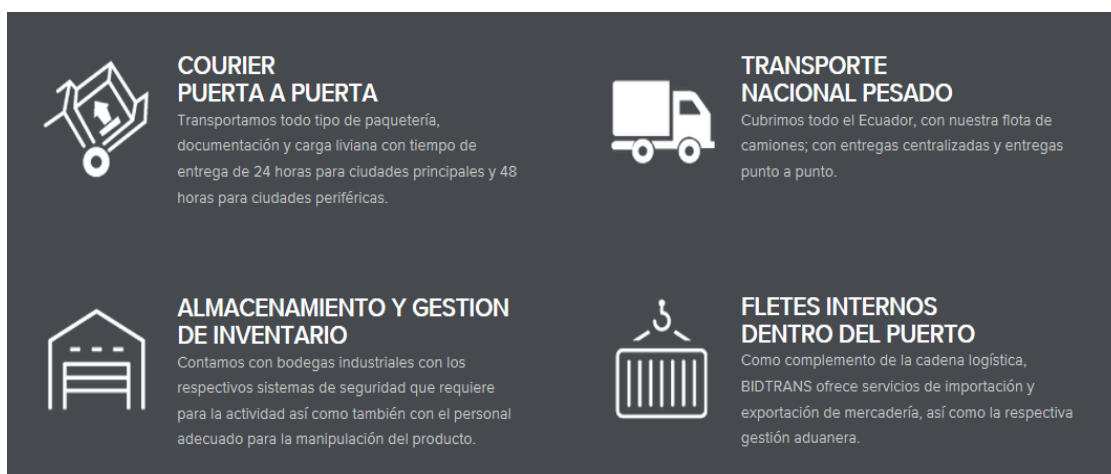 COURIER
PUERTA A PUERTA
Transportamos todo tipo de paquetería,
documentación y carga liviana con tiempo de
entrega de 24 horas para ciudades principales y 48
horas para ciudades periféricas.
TRANSPORTE
NACIONAL PESADO
Cubrimos todo el Ecuador, con nuestra flota de
camiones; con entregas centralizadas y entregas
punto a punto.
ALMACENAMIENTO Y GESTION
DE INVENTARIO
Contamos con bodegas industriales con los
respectivos sistemas de seguridad que requiere
para la actividad así como también con el personal
adecuado para la manipulación del producto.
FLETES INTERNOS
DENTRO DEL PUERTO
Como complemento de la cadena logística,
BIDTRANS ofrece servicios de importación y
exportación de mercadería, así como la respectiva
gestión aduanera.